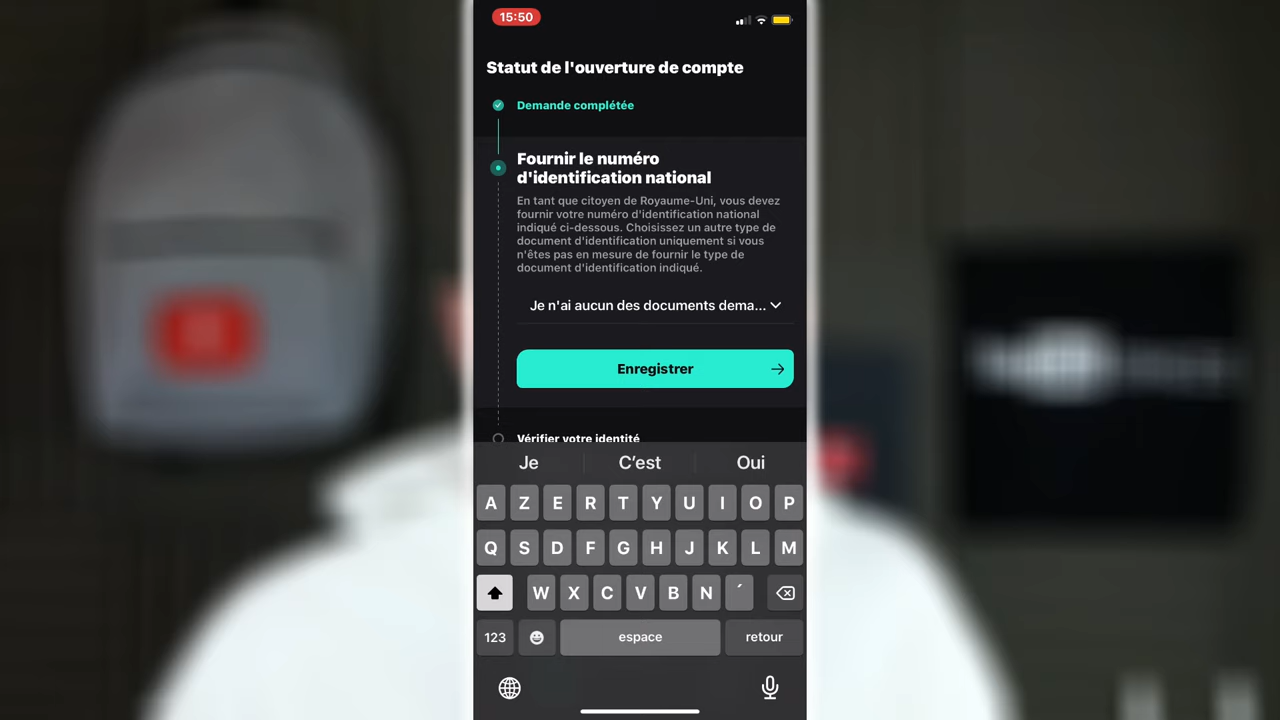 15:50
Statut de l'ouverture de compte
Demande complétée
Fournir le numéro
d'identification national
En tant que citoyen de Royaume-Uni, vous devez
fournir votre numéro d'identification national
indiqué ci-dessous. Choisissez un autre type de
document d'identification uniquement si vous
n'êtes pas en mesure de fournir le type de
document d'identification indiqué.
Je n'ai aucun des documents dema...
Enregistrer
Vérifier votre identité
Je C'est Oui
A Z E R T Y U I O P
Q S D F G H J K L M
W X C V B N ´
123 espace retour